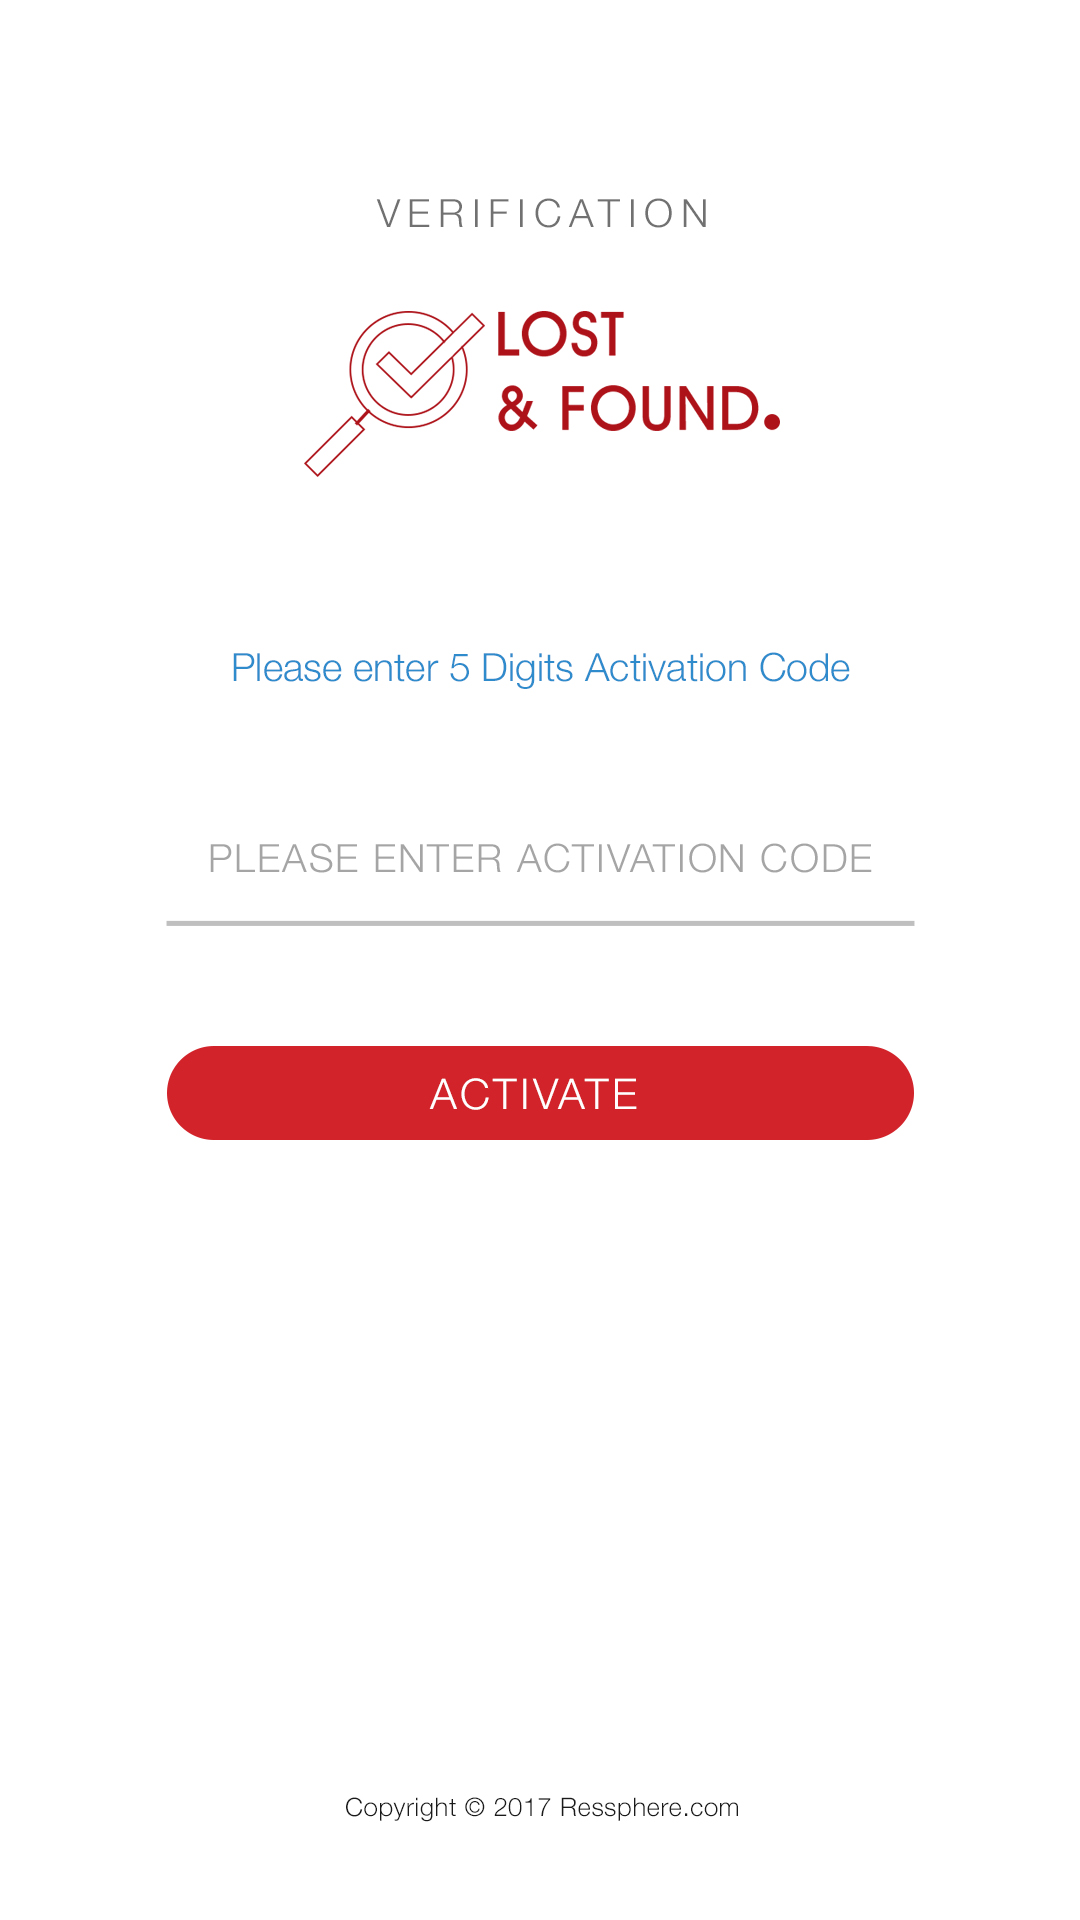 VERIFICATION
LOST
& FOUND.
Please enter 5 Digits Activation Code
PLEASE ENTER ACTIVATION CODE
ACTIVATE
Copyright © 2017 Ressphere.com